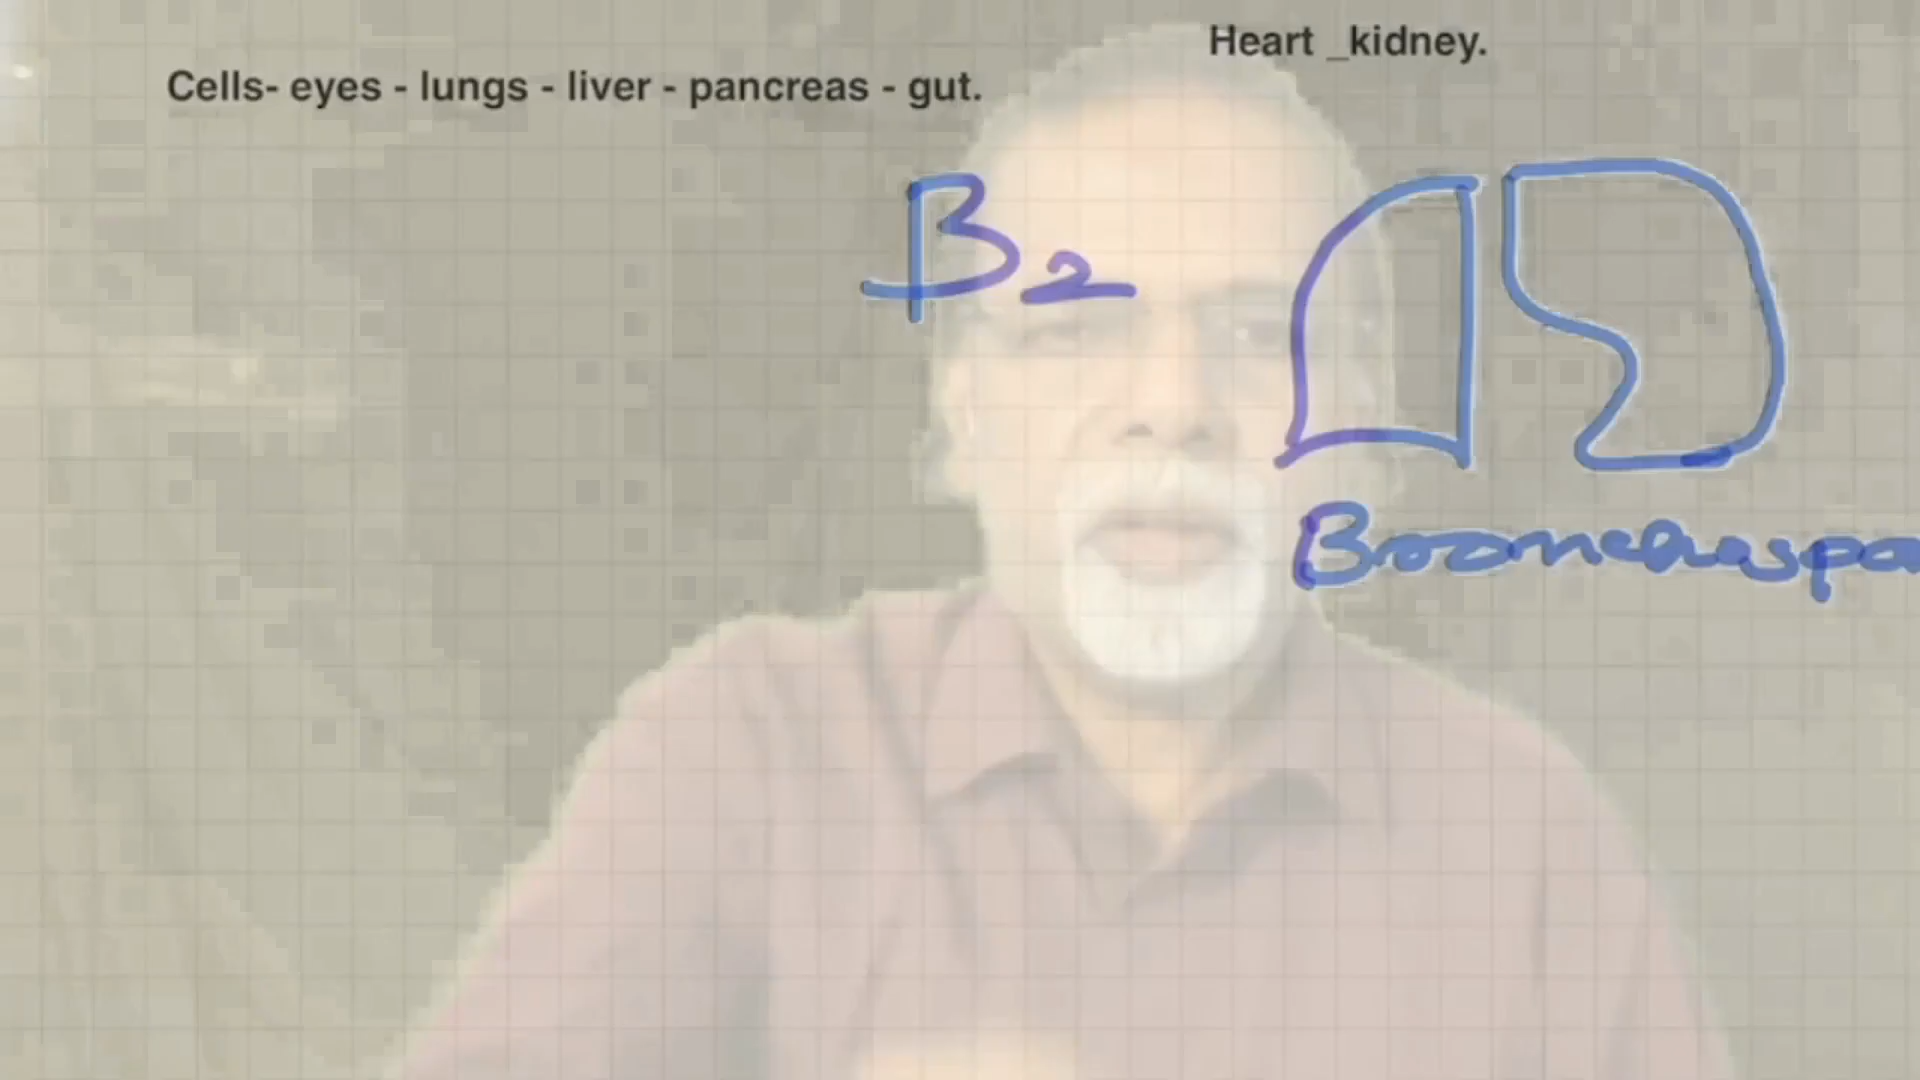 Heart _kidney.
Cells- eyes - lungs - liver - pancreas - gut.
B2